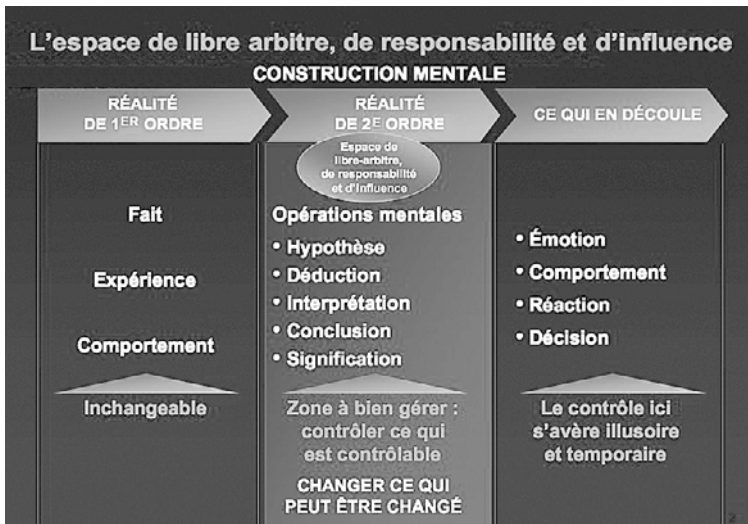 L'espace de libre arbitre, de responsabilité et d'influence
CONSTRUCTION MENTALE
RÉALITÉ
DE 1ER ORDRE
RÉALITÉ
DE 2E ORDRE
CE QUI EN DÉCOULE
Espace de
libre-arbitre,
de responsabilité
et d'Influence
Fait
Expérience
Comportement
Inchangeable
Opérations mentales
• Hypothèse
• Déduction
• Interprétation
• Conclusion
• Signification
Zone à bien gérer :
contrôler ce qui
est contrôlable
CHANGER CE QUI
PEUT ÊTRE CHANGÉ
• Émotion
• Comportement
• Réaction
• Décision
Le contrôle ici
s'avère illusoire
et temporaire